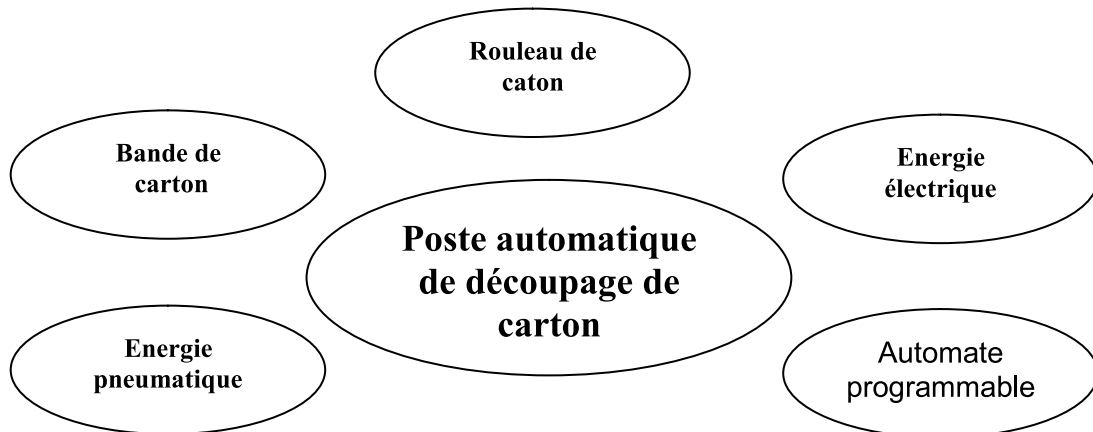 Rouleau de
caton
Bande de
carton
Energie
électrique
Poste automatique
de découpage de
carton
Energie
pneumatique
Automate
programmable